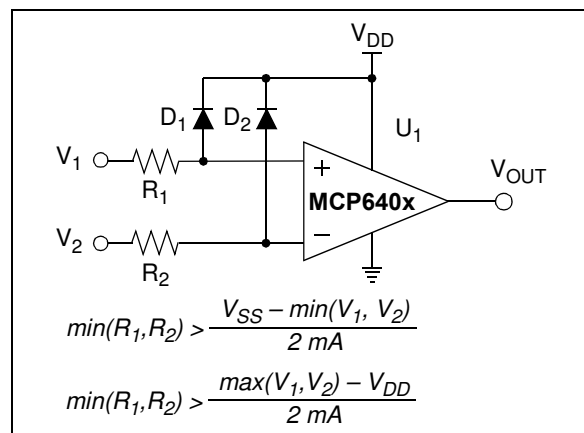 V_DD
D_1 D_2
U_1
V_1
R_1
+
MCP640x
V_OUT
V_2
–
R_2
min(R_1,R_2) > (V_SS – min(V_1, V_2)) / 2 mA
min(R_1,R_2) > (max(V_1,V_2) – V_DD) / 2 mA